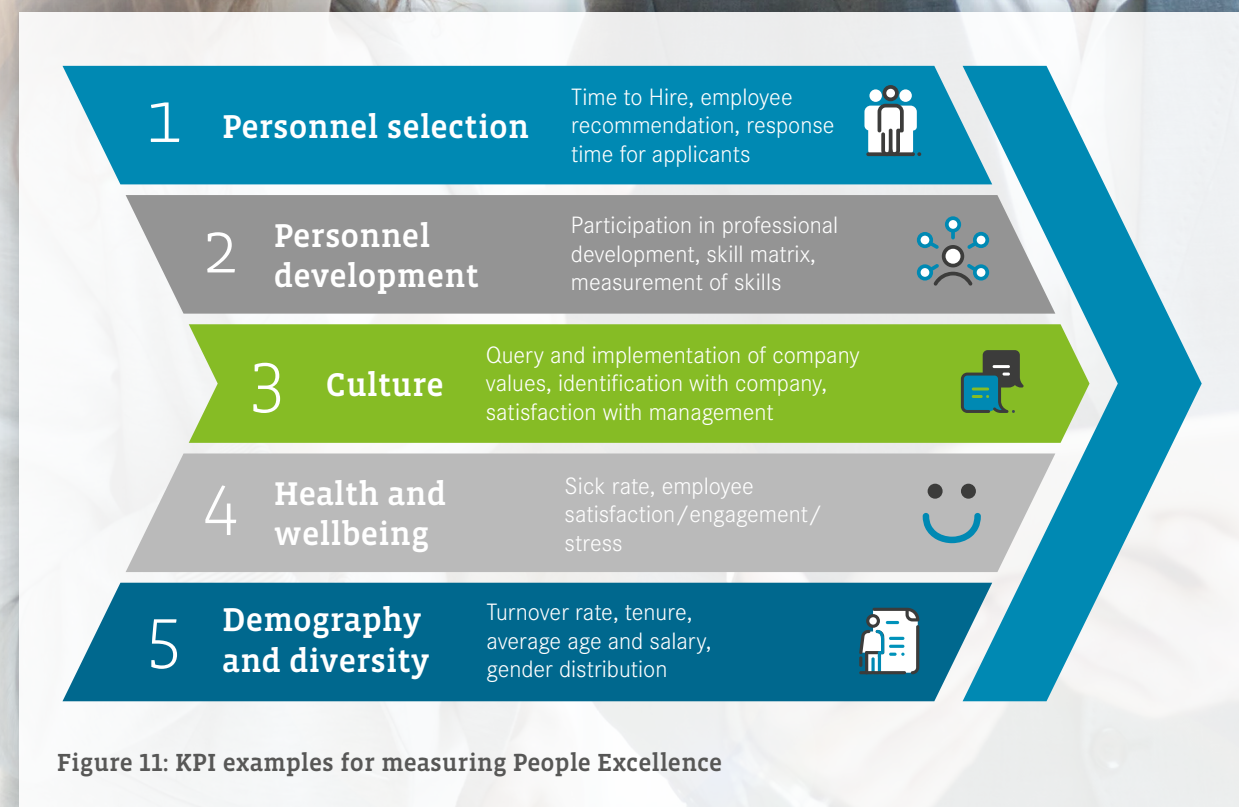 1
Personnel selection
Time to Hire, employee
recommendation, response
time for applicants
2
Personnel
development
Participation in professional
development, skill matrix,
measurement of skills
3
Culture
Query and implementation of company
values, identification with company,
satisfaction with management
4
Health and
wellbeing
Sick rate, employee
satisfaction/engagement/
stress
5
Demography
and diversity
Turnover rate, tenure,
average age and salary,
gender distribution
Figure 11: KPI examples for measuring People Excellence